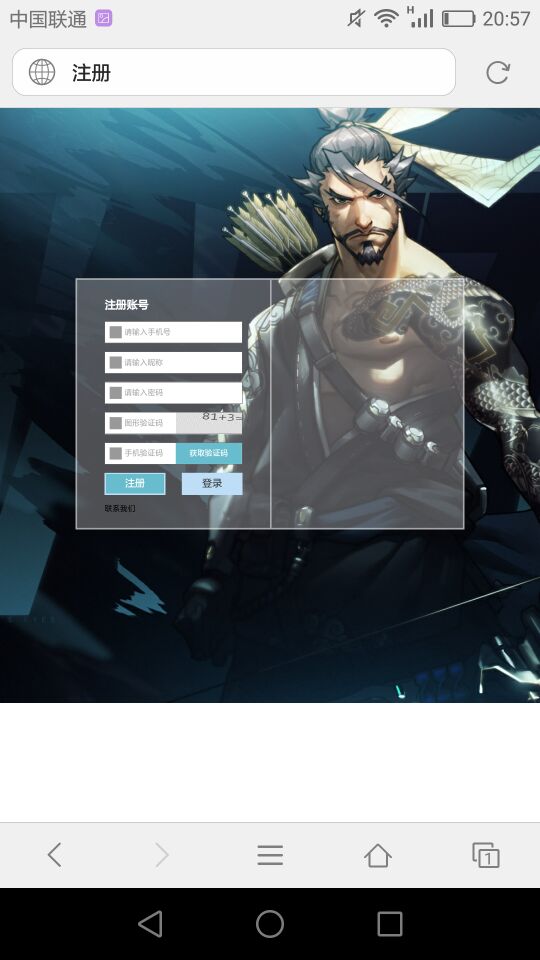 中国联通
H
20:57
注册
注册账号
请输入手机号
请输入昵称
请输入密码
图形验证码
81+3=
手机验证码
获取验证码
注册
登录
联系我们
1